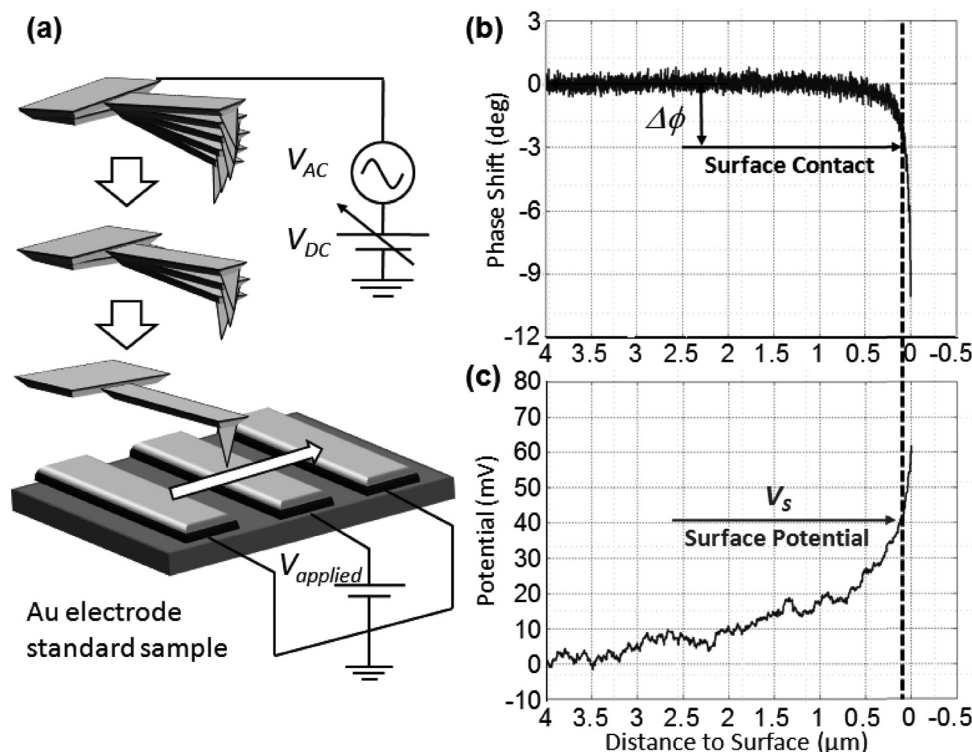 (a)
V_AC
V_DC
V_applied
Au electrode
standard sample
(b)
Phase Shift (deg)
3
0
-3
-6
-9
-12
Δϕ
Surface Contact
4 3.5 3 2.5 2 1.5 1 0.5 0 -0.5
(c)
Potential (mV)
80
70
60
50
40
30
20
10
0
-10
V_s
Surface Potential
4 3.5 3 2.5 2 1.5 1 0.5 0 -0.5
Distance to Surface (μm)